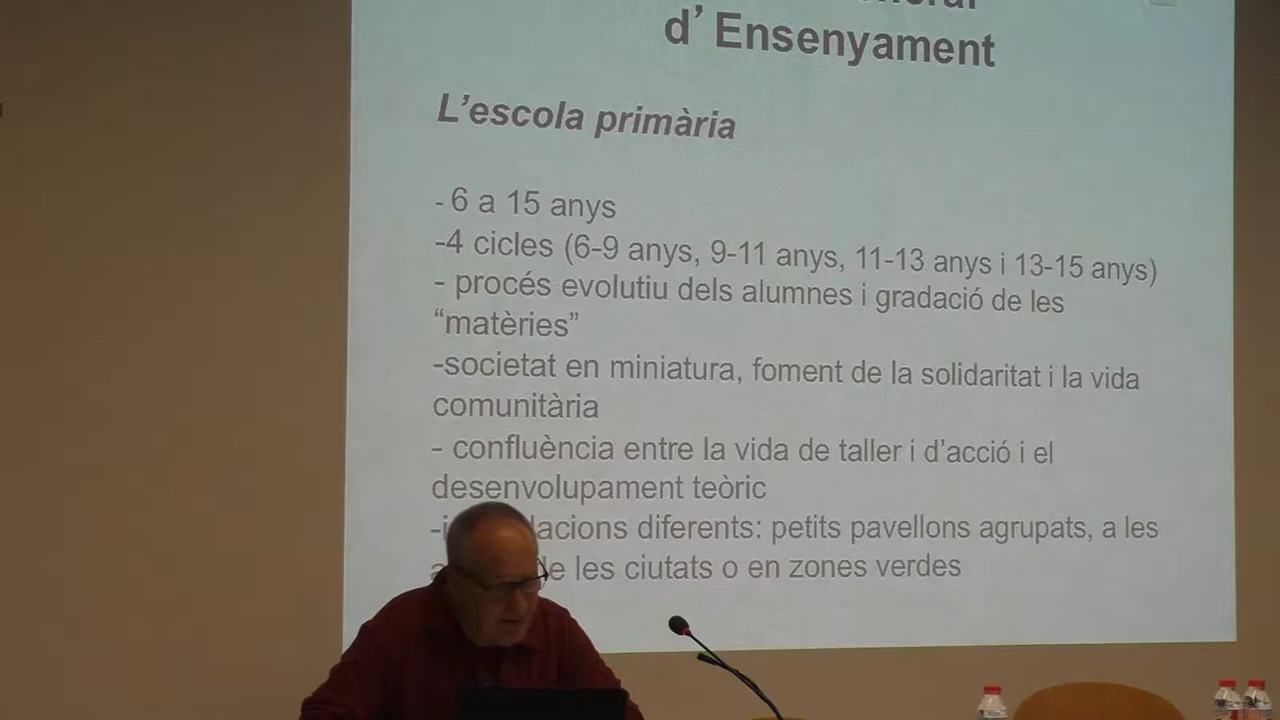 d’ Ensenyament
L’escola primària
- 6 a 15 anys
-4 cicles (6-9 anys, 9-11 anys, 11-13 anys i 13-15 anys)
- procés evolutiu dels alumnes i gradació de les
“matèries”
-societat en miniatura, foment de la solidaritat i la vida
comunitària
- confluència entre la vida de taller i d’acció i el
desenvolupament teòric
diferents: petits pavellons agrupats, a les
de les ciutats o en zones verdes